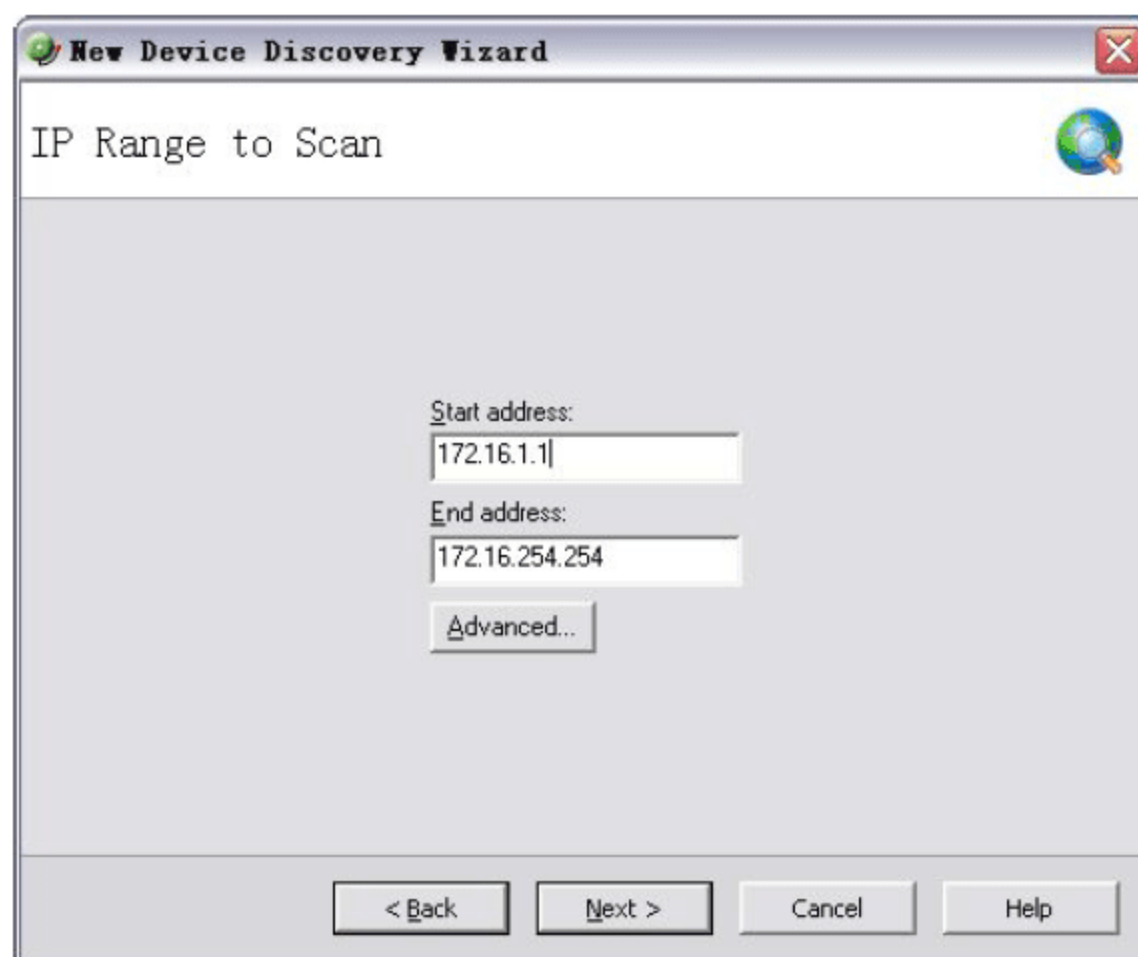 New Device Discovery Wizard
IP Range to Scan
Start address:
172.16.1.1
End address:
172.16.254.254
Advanced...
< Back Next > Cancel Help